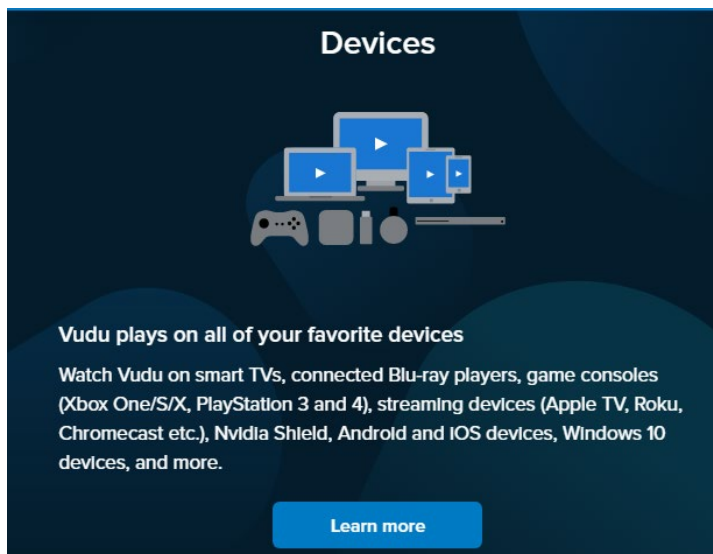 Devices
Vudu plays on all of your favorite devices
Watch Vudu on smart TVs, connected Blu-ray players, game consoles
(Xbox One/S/X, PlayStation 3 and 4), streaming devices (Apple TV, Roku,
Chromecast etc.), Nvidia Shield, Android and iOS devices, Windows 10
devices, and more.
Learn more